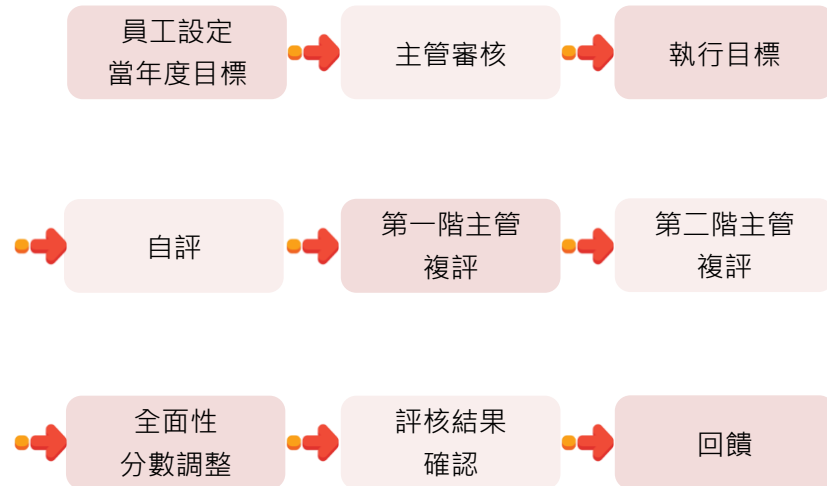 員工設定
當年度目標
主管審核
執行目標
自評
第一階主管
複評
第二階主管
複評
全面性
分數調整
評核結果
確認
回饋